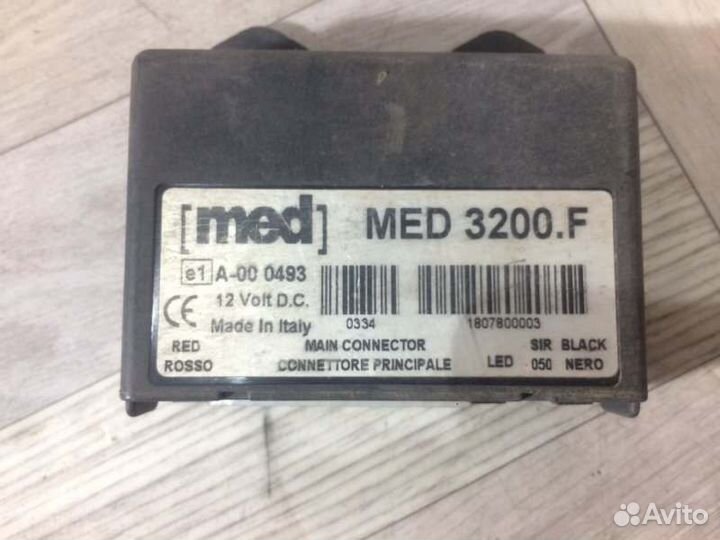 [med] MED 3200.F
e1 A-00 0493
12 Volt D.C.
Made In Italy
0334 1807800003
RED MAIN CONNECTOR SIR BLACK
ROSSO CONNETTORE PRINCIPALE LED 050 NERO
CE
Avito